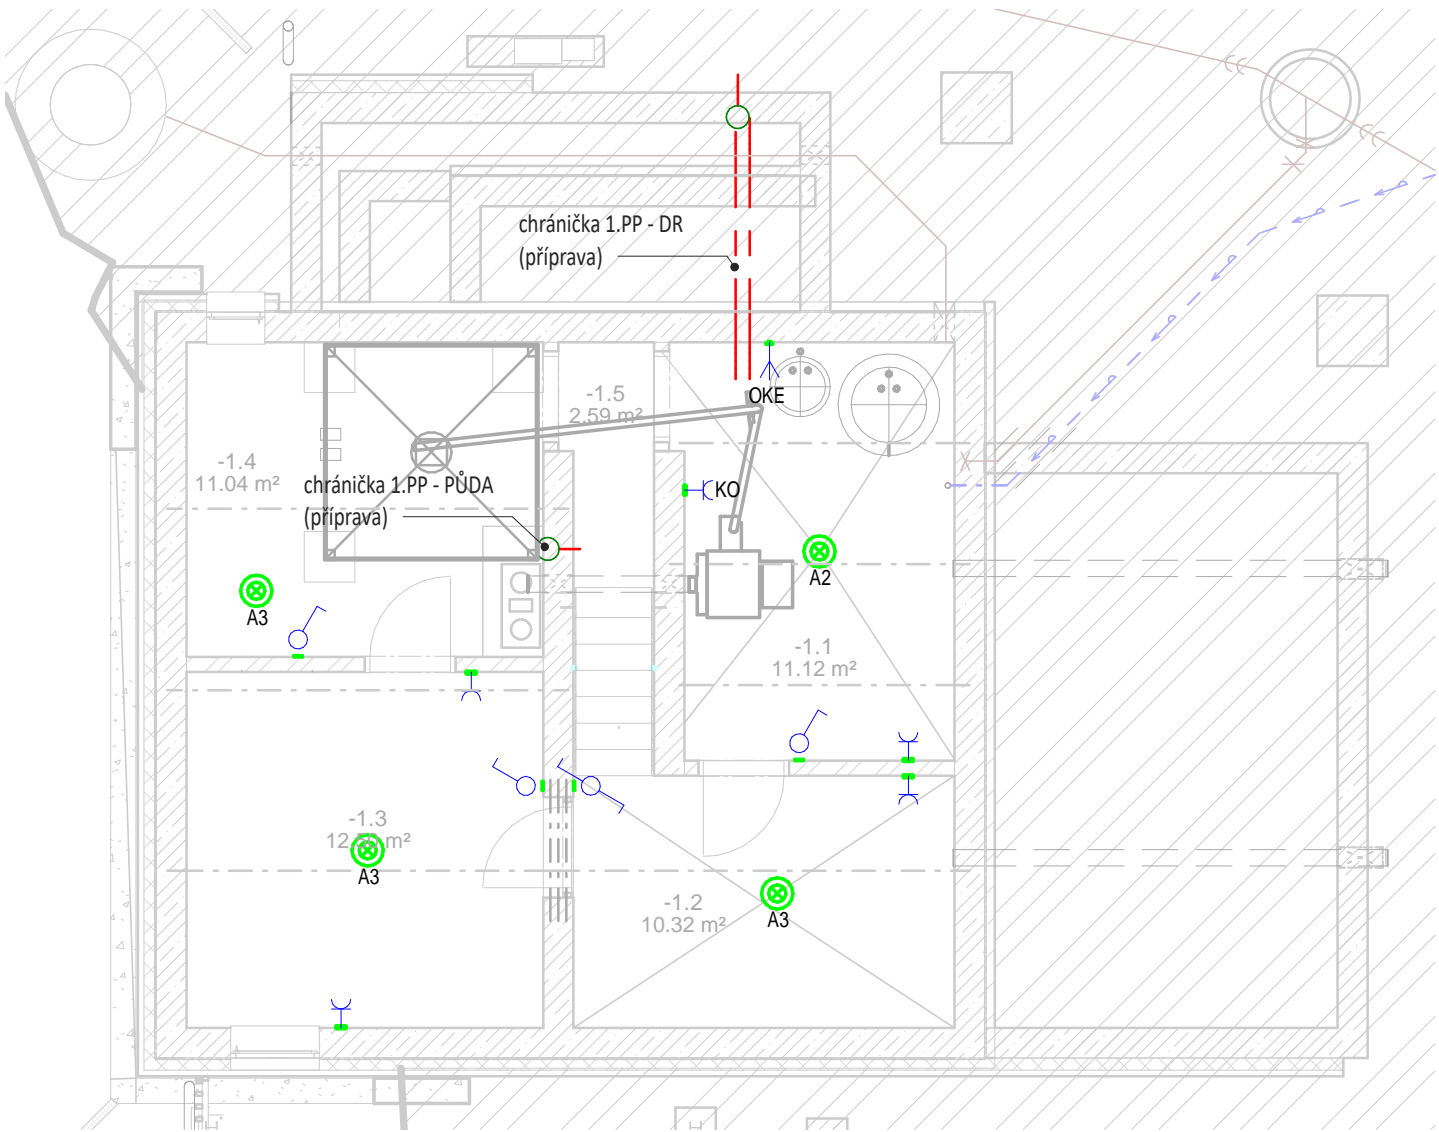 chránička 1.PP - DR
(příprava)
OKE
-1.5
2.59 m²
-1.4
11.04 m²
chránička 1.PP - PŮDA
(příprava)
KO
A2
A3
-1.1
11.12 m²
-1.3
A3
-1.2
10.32 m²
A3